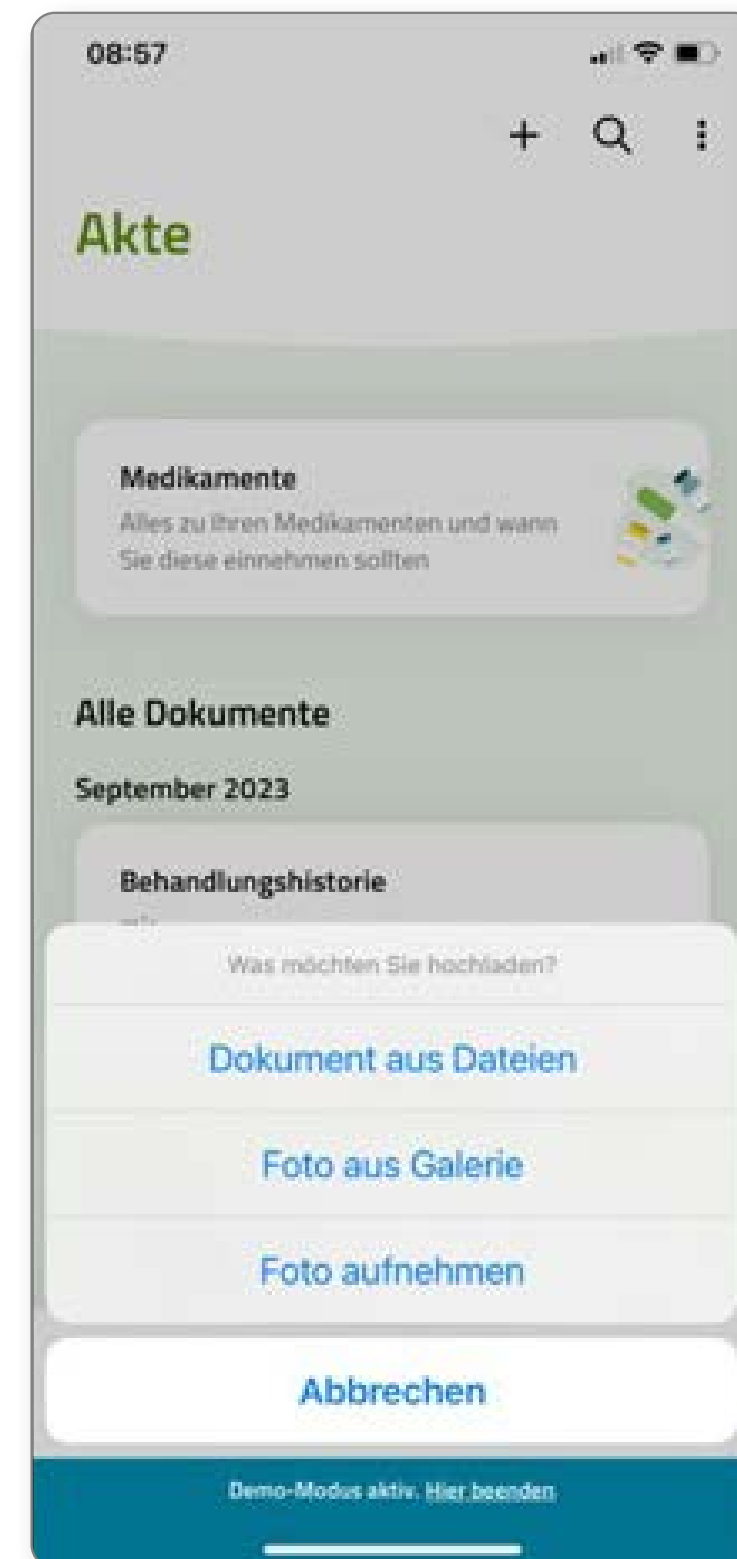 08:57
Akte
Medikamente
Alles zu Ihren Medikamenten und wann
Sie diese einnehmen sollten
Alle Dokumente
September 2023
Behandlungshistorie
Was möchten Sie hochladen?
Dokument aus Dateien
Foto aus Galerie
Foto aufnehmen
Abbrechen
Demo-Modus aktiv. Hier beenden